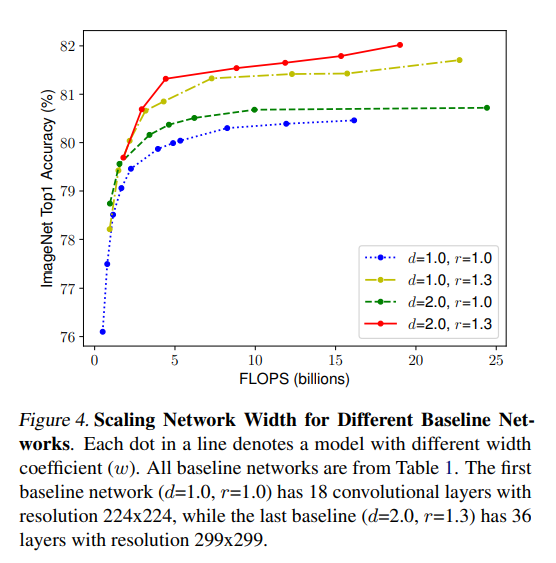 82
81
80
79
78
77
76
ImageNet Top1 Accuracy (%)
d=1.0, r=1.0
d=1.0, r=1.3
d=2.0, r=1.0
d=2.0, r=1.3
0 5 10 15 20 25
FLOPS (billions)
Figure 4. Scaling Network Width for Different Baseline Net-
works. Each dot in a line denotes a model with different width
coefficient (w). All baseline networks are from Table 1. The first
baseline network (d=1.0, r=1.0) has 18 convolutional layers with
resolution 224x224, while the last baseline (d=2.0, r=1.3) has 36
layers with resolution 299x299.